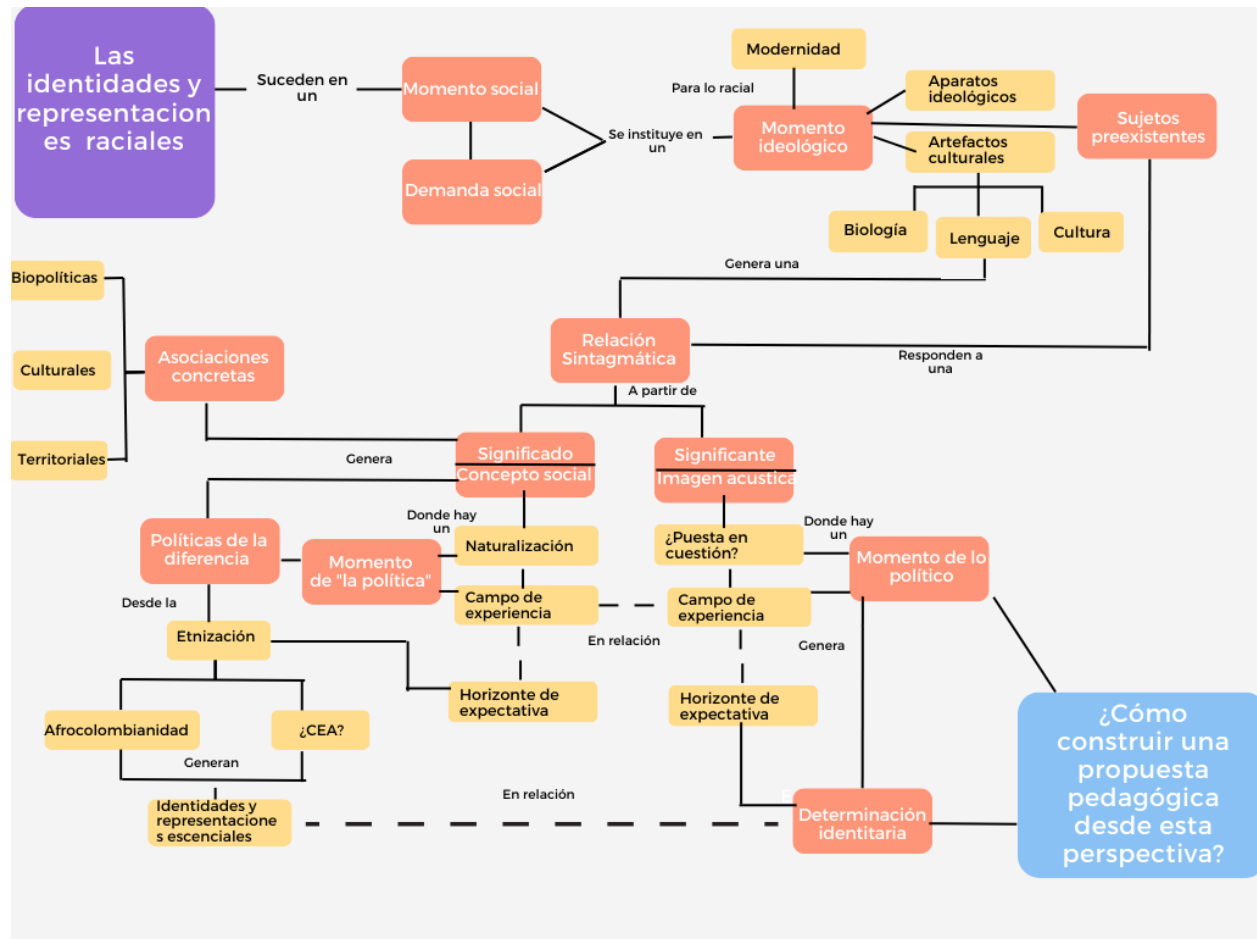 Las
identidades y
representacion
es raciales
Suceden en
un
Momento social
Demanda social
Se instituye en
un
Modernidad
Para lo racial
Momento
ideológico
Aparatos
ideológicos
Artefactos
culturales
Sujetos
preexistentes
Biología
Lenguaje
Cultura
Genera una
Relación
Sintagmática
Responden a
una
A partir de
Biopolíticas
Culturales
Territoriales
Asociaciones
concretas
Genera
Significado
Concepto social
Significante
Imagen acustica
Políticas de la
diferencia
Momento
de "la política"
Donde hay
un
Naturalización
Campo de
experiencia
Horizonte de
expectativa
¿Puesta en
cuestión?
Donde hay
un
Momento de lo
político
Campo de
experiencia
En relación
Genera
Horizonte de
expectativa
Desde la
Etnización
Afrocolombianidad
¿CEA?
Generan
Identidades y
representacione
s escenciales
En relación
Determinación
identitaria
¿Cómo
construir una
propuesta
pedagógica
desde esta
perspectiva?